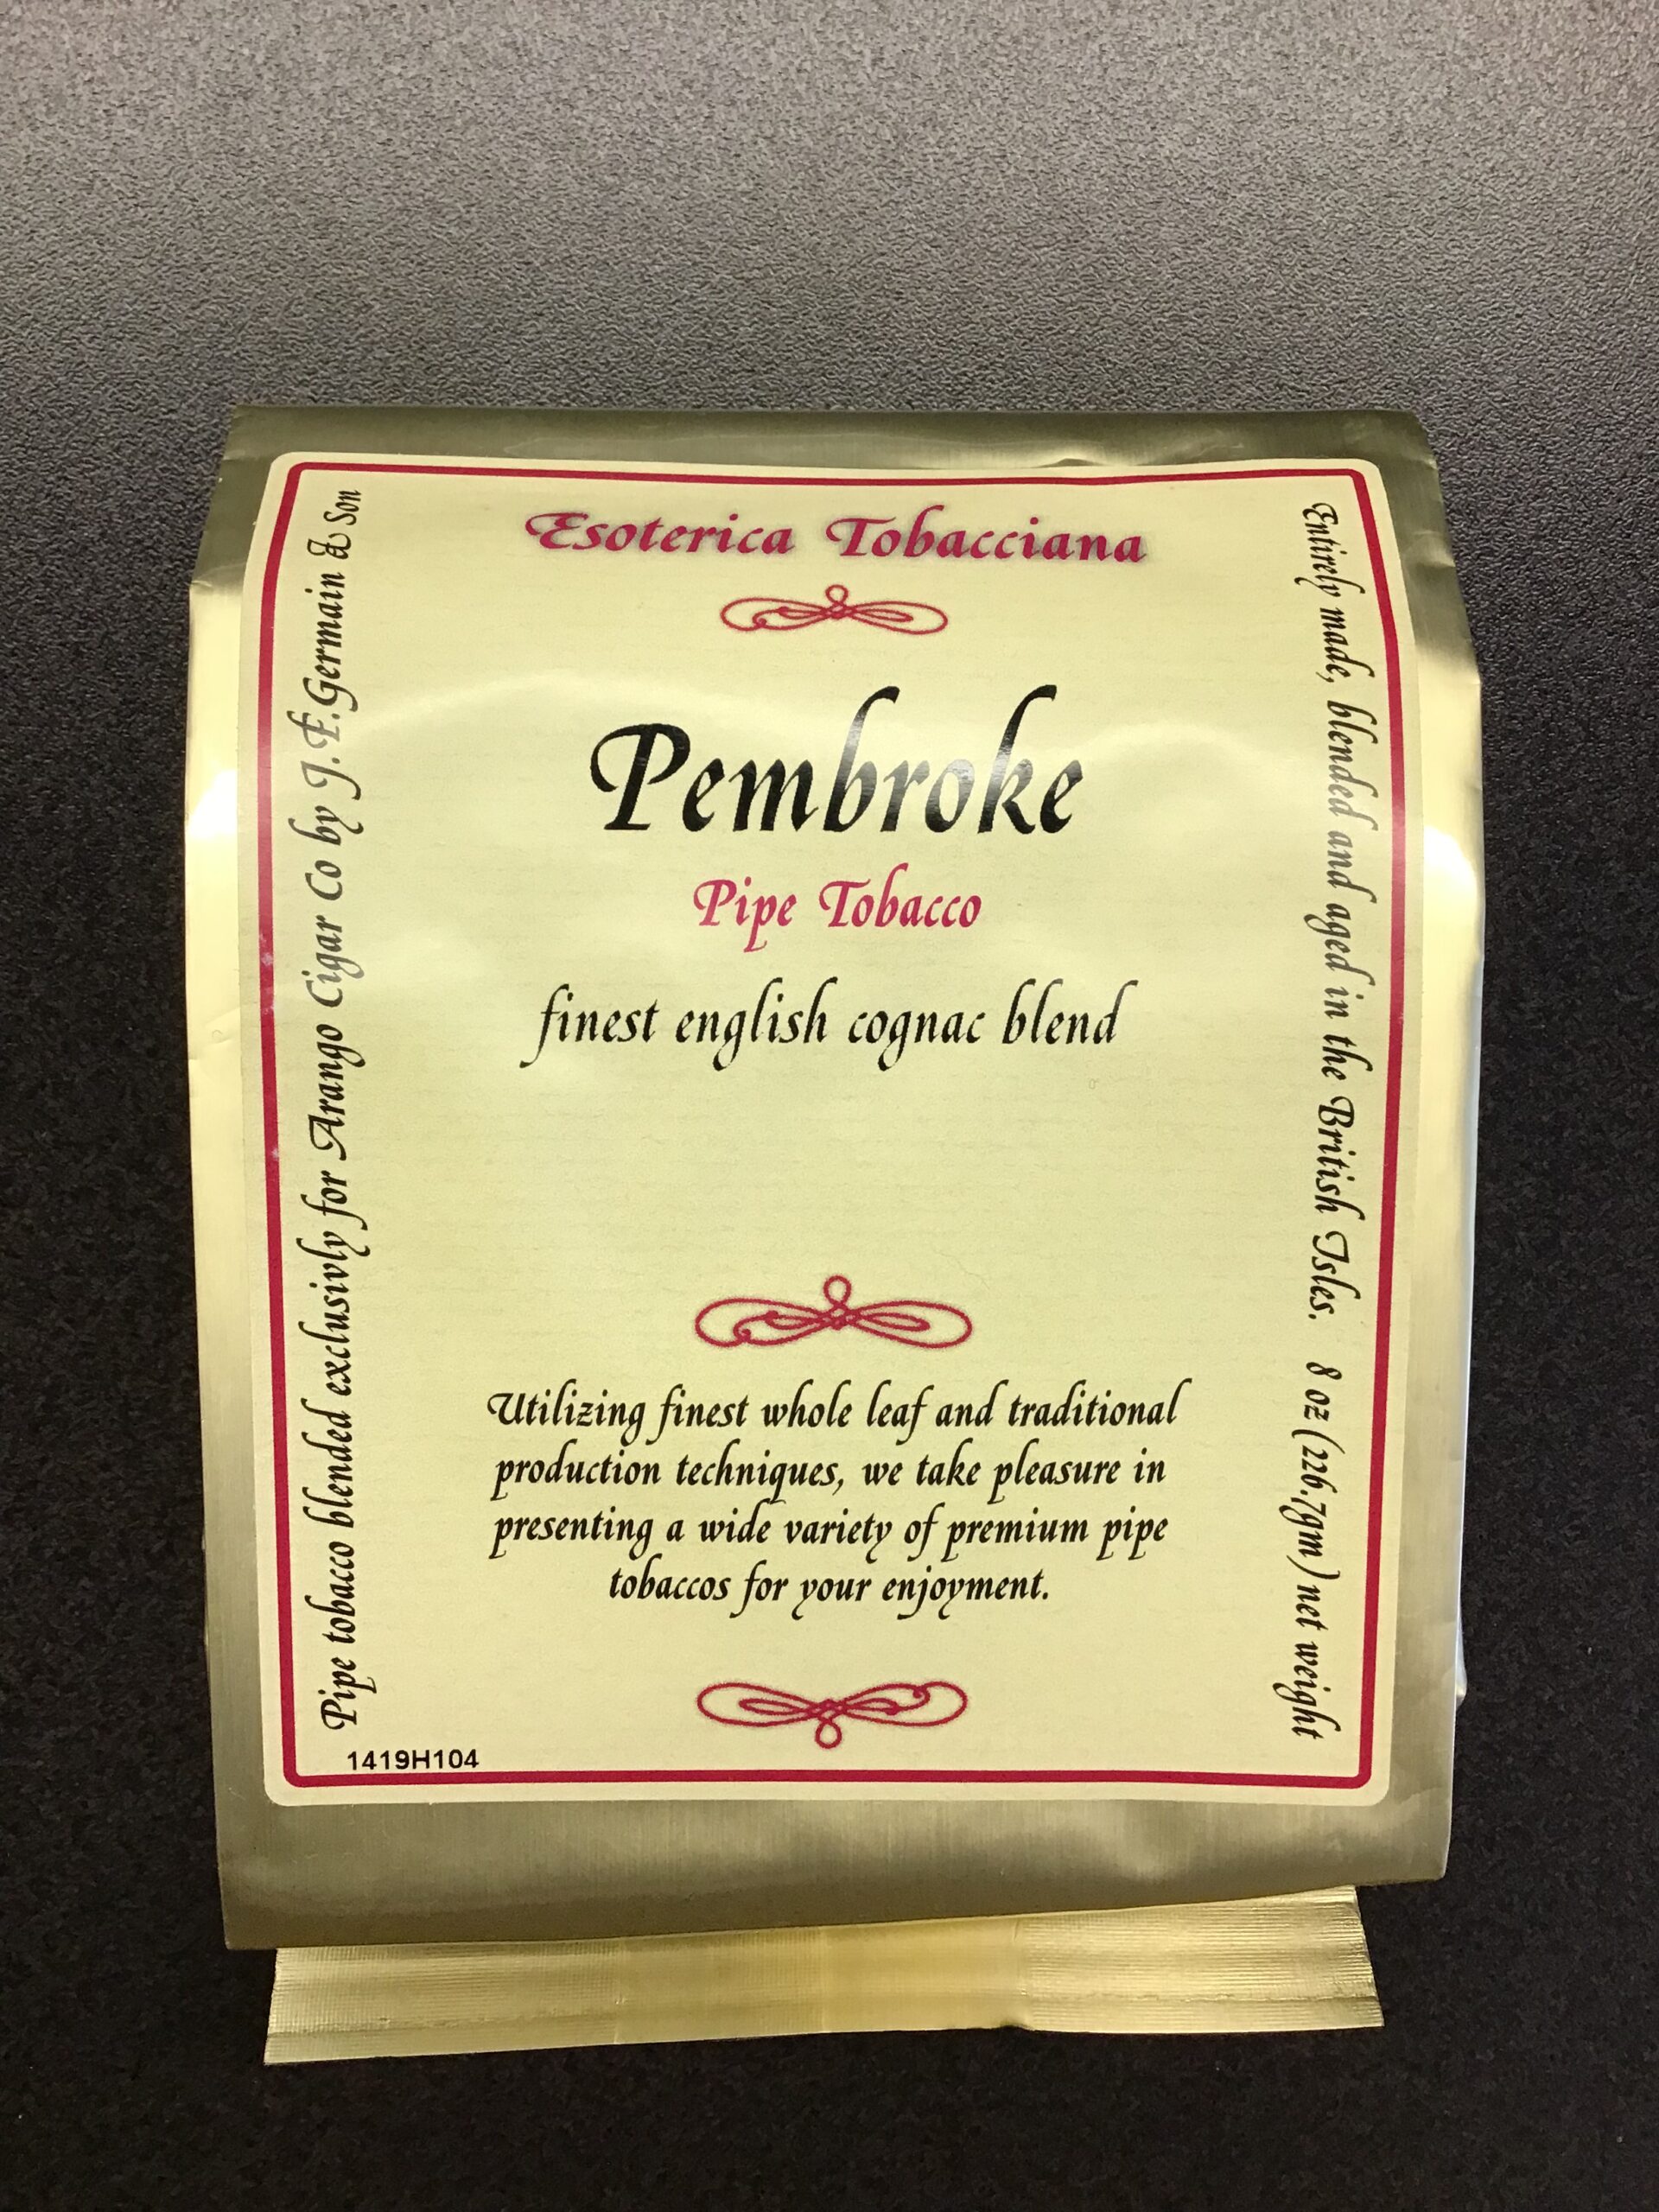 Esoterica Tobacciana
Pembroke
Pipe Tobacco
finest english cognac blend
Utilizing finest whole leaf and traditional
production techniques, we take pleasure in
presenting a wide variety of premium pipe
tobaccos for your enjoyment.
Pipe tobacco blended exclusivly for Arango Cigar Co by J.F.Germain & Son
Entirely made, blended and aged in the British Isles. 8 oz (226.7gm) net weight
1419H104